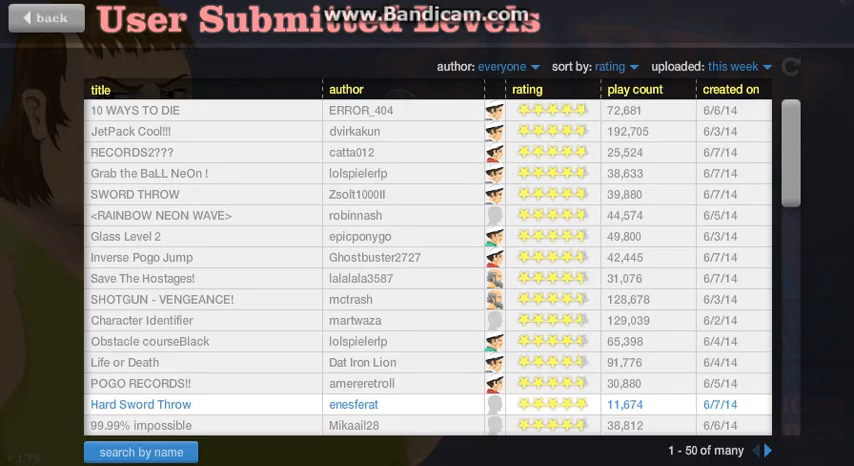 back
User Submitted Levels
www.Bandicam.com
author: everyone sort by: rating uploaded: this week
title author rating play count created on
10 WAYS TO DIE ERROR_404 72,681 6/6/14
JetPack Cool!!! dvirkakun 192,705 6/3/14
RECORDS2??? catta012 25,524 6/7/14
Grab the BaLL NeOn ! lolspielerlp 38,633 6/7/14
SWORD THROW Zsolt1000II 39,880 6/7/14
<RAINBOW NEON WAVE> robinnash 44,574 6/5/14
Glass Level 2 epicponygo 49,800 6/3/14
Inverse Pogo Jump Ghostbuster2727 42,445 6/7/14
Save The Hostages! lalalala3587 31,076 6/7/14
SHOTGUN - VENGEANCE! mctrash 128,678 6/3/14
Character Identifier martwaza 129,039 6/2/14
Obstacle courseBlack lolspielerlp 65,398 6/4/14
Life or Death Dat Iron Lion 91,776 6/4/14
POGO RECORDS!! amereretroll 30,880 6/5/14
Hard Sword Throw enesferat 11,674 6/7/14
99.99% impossible Mikaail28 38,812 6/6/14
search by name 1 - 50 of many